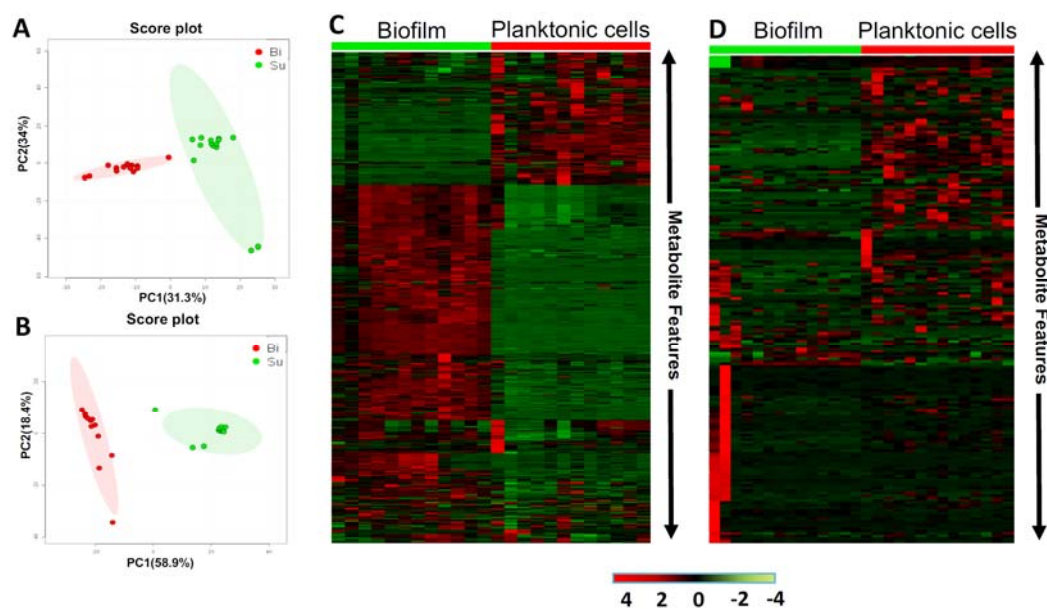 A
Score plot
Bi
Su
PC2(34%)
PC1(31.3%)
B
Score plot
Bi
Su
PC2(18.4%)
PC1(58.9%)
C
Biofilm
Planktonic cells
Metabolite Features
D
Biofilm
Planktonic cells
Metabolite Features
4 2 0 -2 -4